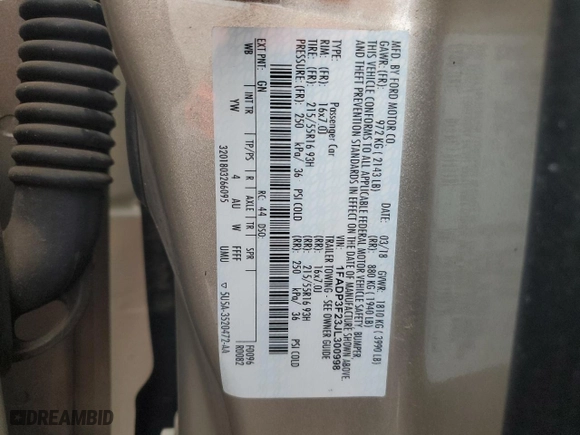 MFD. BY FORD MOTOR CO.
DATE: 03/18 GVWR: 1810 KG ( 3990 LB)
GAWR:(FR): 972 KG ( 2143 LB) (RR): 880 KG ( 1940 LB)
THIS VEHICLE CONFORMS TO ALL APPLICABLE FEDERAL MOTOR VEHICLE SAFETY, BUMPER,
AND THEFT PREVENTION STANDARDS IN EFFECT ON THE DATE OF MANUFACTURE SHOWN ABOVE.
VIN: 1FADP3F23JL300998
TYPE: Passenger Car TRAILER TOWING - SEE OWNER GUIDE
RIM: (FR) 16x7.0J (RR): 16x7.0J
TIRE: (FR) 215/55R16 93H (RR): 215/55R16 93H
PRESSURE: (FR) 250 kPa/ 36 PSI COLD (RR): 250 kPa/ 36 PSI COLD
EXT PNT: GN RC: 44 DSO: F0096
R0082
WB INT TR TP/PS R AXLE TR SPR
YW 4 AU W FFFF UMU
3201803266095 ▽ 5U5A-3520472-AA
DREAMBID